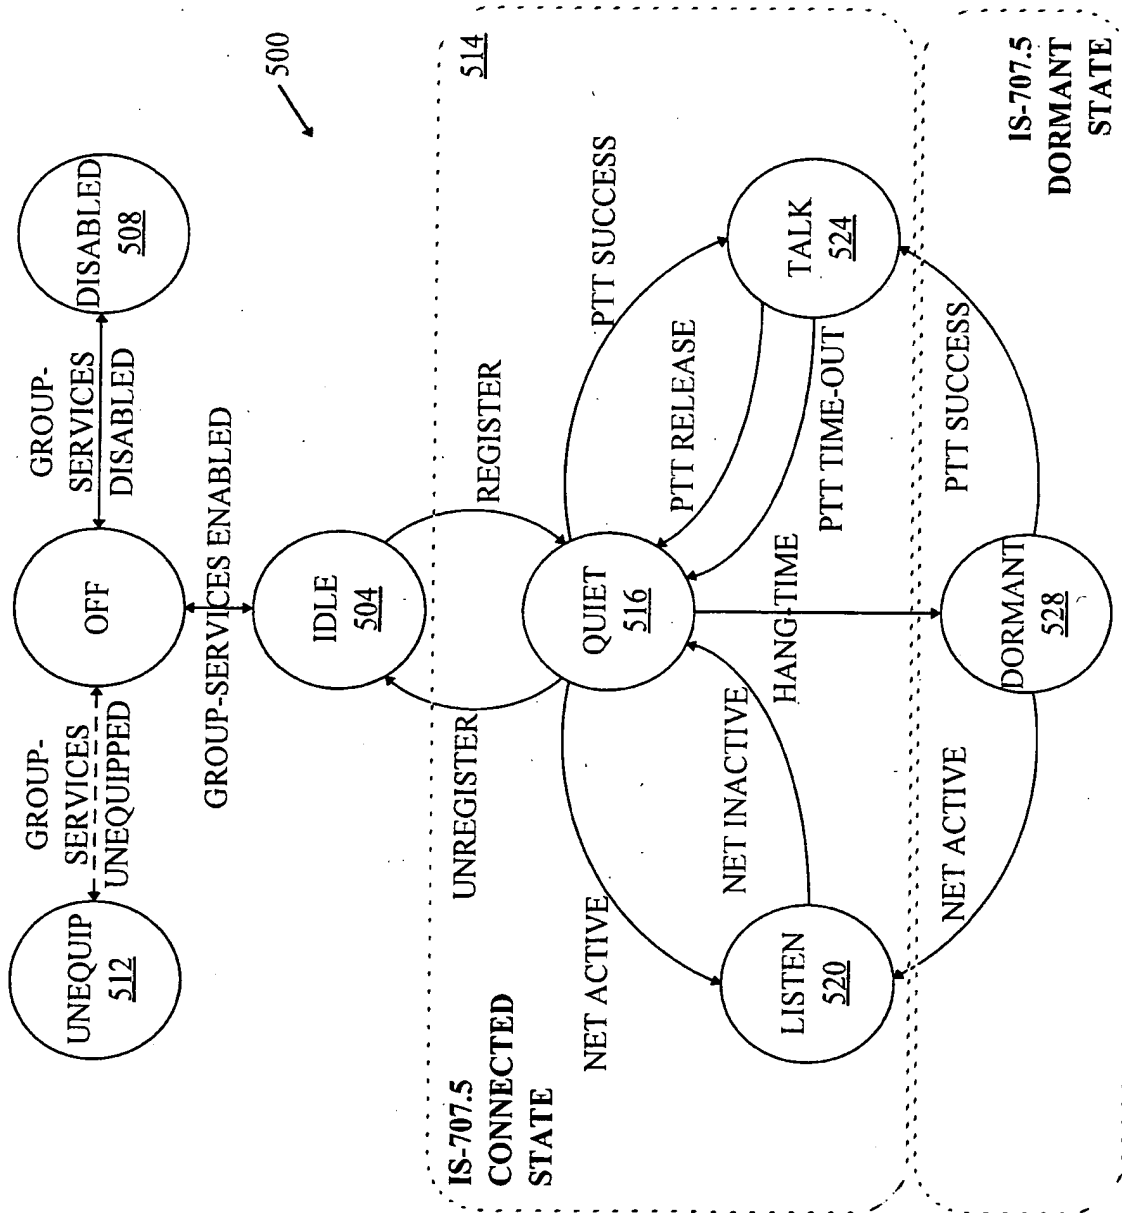 500
GROUP-
SERVICES
UNEQUIPPED
GROUP-
SERVICES
DISABLED
UNEQUIP
512
OFF
DISABLED
508
GROUP-SERVICES ENABLED
IDLE
504
UNREGISTER
REGISTER
514
IS-707.5
CONNECTED
STATE
QUIET
516
NET ACTIVE
PTT SUCCESS
NET INACTIVE
PTT RELEASE
HANG-TIME
PTT TIME-OUT
LISTEN
520
TALK
524
NET ACTIVE
PTT SUCCESS
DORMANT
528
IS-707.5
DORMANT
STATE